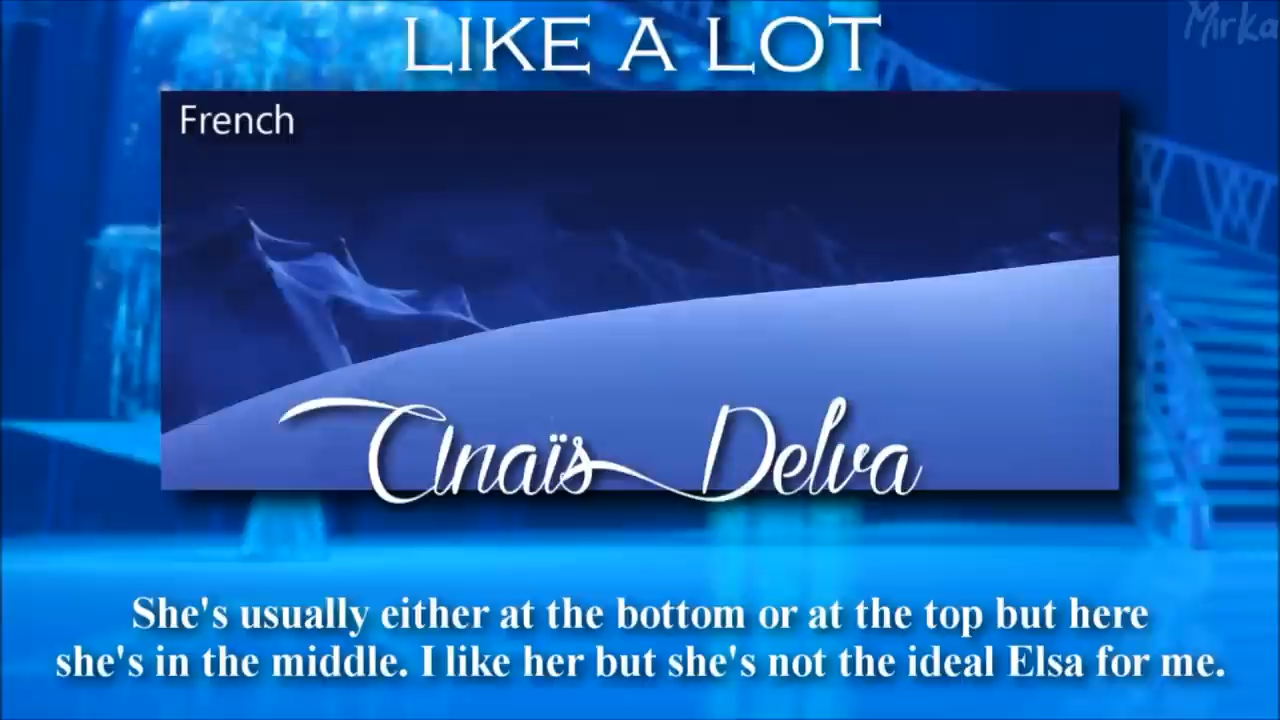 LIKE A LOT
Mirka
French
Anaïs Delva
She's usually either at the bottom or at the top but here
she's in the middle. I like her but she's not the ideal Elsa for me.